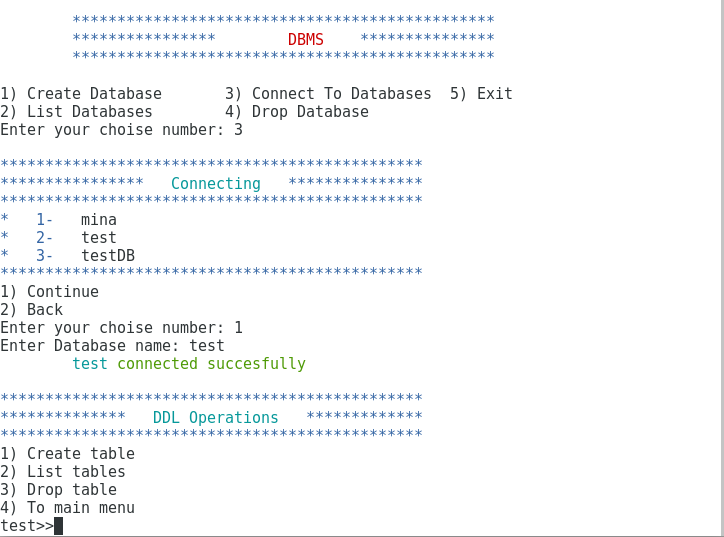 ***********************************************
**************** DBMS ***************
***********************************************
1) Create Database 3) Connect To Databases 5) Exit
2) List Databases 4) Drop Database
Enter your choise number: 3
***********************************************
**************** Connecting ***************
***********************************************
* 1- mina
* 2- test
* 3- testDB
***********************************************
1) Continue
2) Back
Enter your choise number: 1
Enter Database name: test
test connected succesfully
***********************************************
************** DDL Operations *************
***********************************************
1) Create table
2) List tables
3) Drop table
4) To main menu
test>>